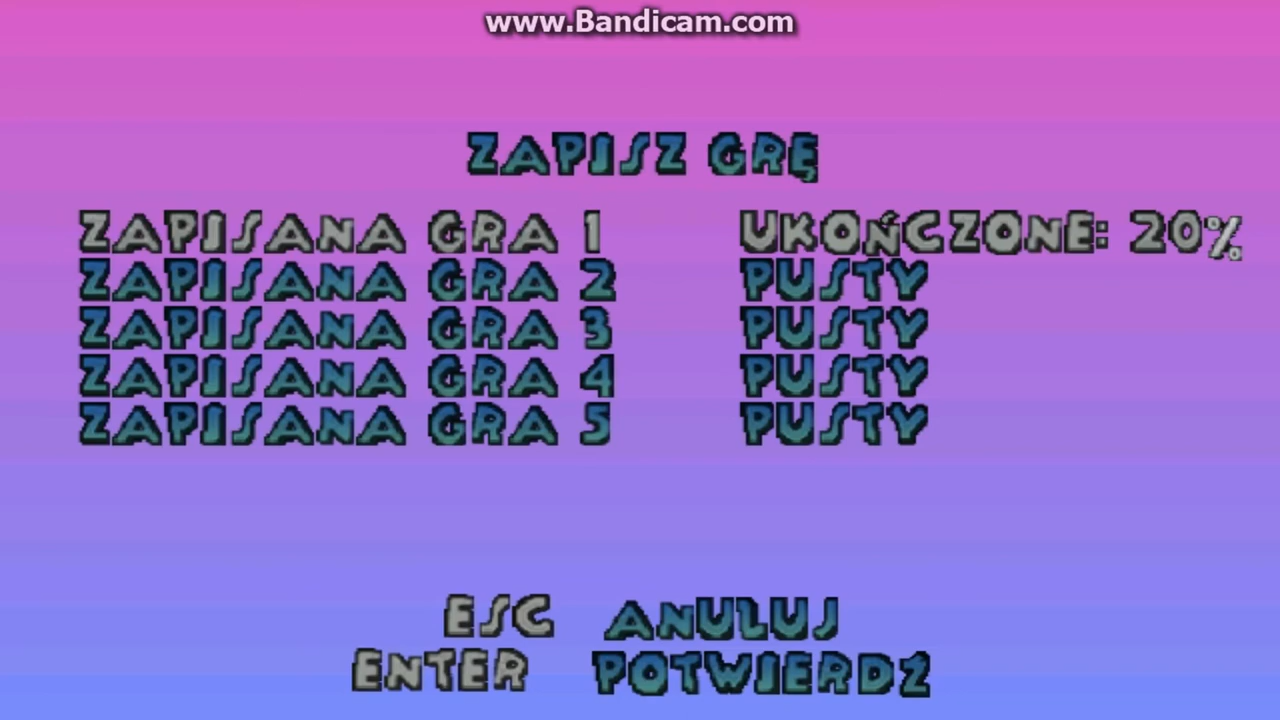 www.Bandicam.com
ZAPISZ GRĘ
ZAPISANA GRA 1 UKOŃCZONE: 20%
ZAPISANA GRA 2 PUSTY
ZAPISANA GRA 3 PUSTY
ZAPISANA GRA 4 PUSTY
ZAPISANA GRA 5 PUSTY
ESC ANULUJ
ENTER POTWIERDŹ